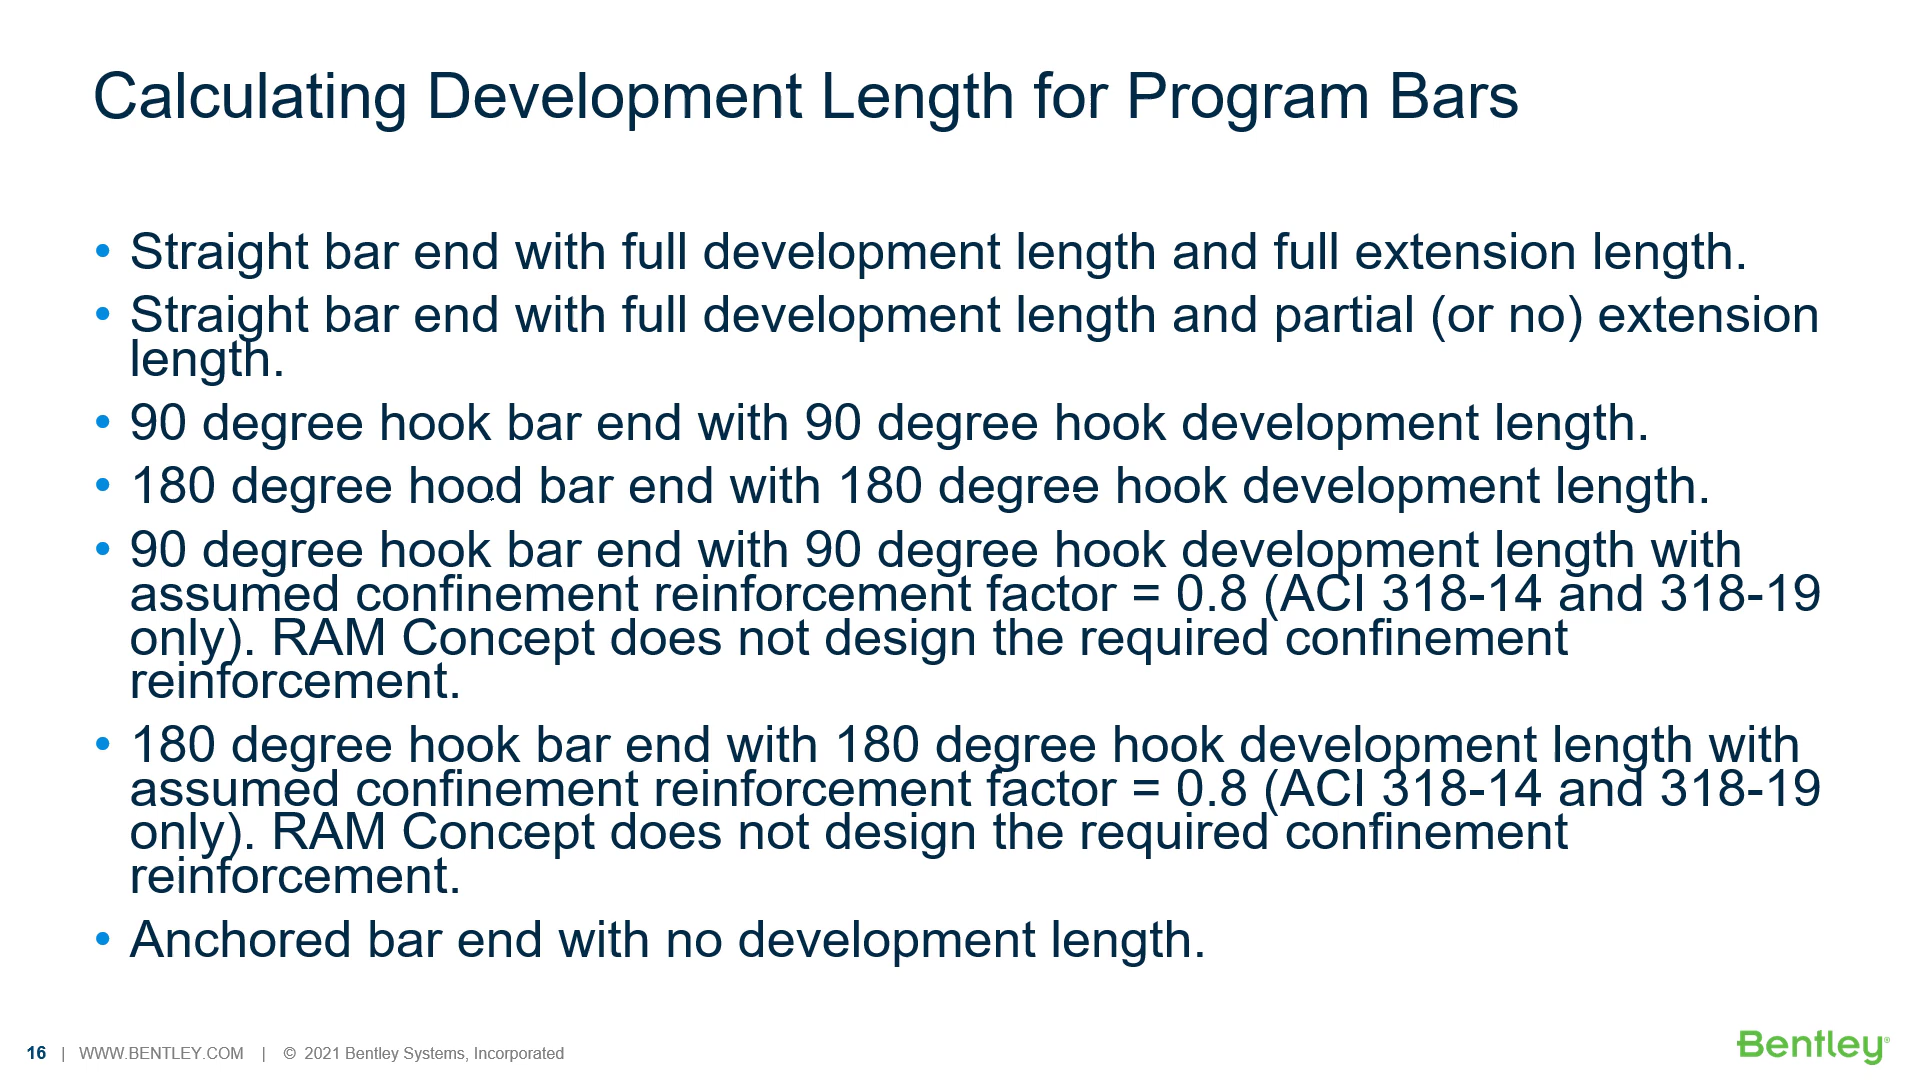 Calculating Development Length for Program Bars
• Straight bar end with full development length and full extension length.
• Straight bar end with full development length and partial (or no) extension
length.
• 90 degree hook bar end with 90 degree hook development length.
• 180 degree hood bar end with 180 degree hook development length.
• 90 degree hook bar end with 90 degree hook development length with
assumed confinement reinforcement factor = 0.8 (ACI 318-14 and 318-19
only). RAM Concept does not design the required confinement
reinforcement.
• 180 degree hook bar end with 180 degree hook development length with
assumed confinement reinforcement factor = 0.8 (ACI 318-14 and 318-19
only). RAM Concept does not design the required confinement
reinforcement.
• Anchored bar end with no development length.
16 | WWW.BENTLEY.COM | © 2021 Bentley Systems, Incorporated
Bentley®